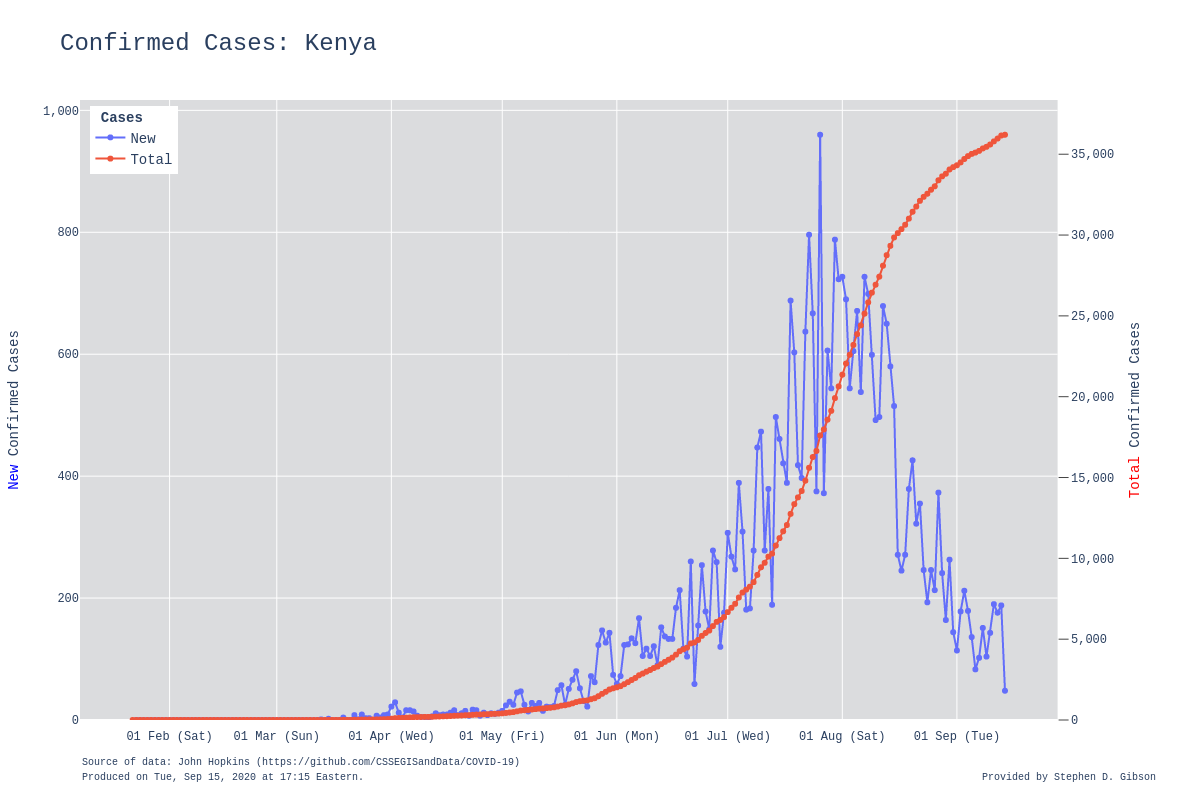 Confirmed Cases: Kenya
Cases
New
Total
1,000
800
600
400
200
0
New Confirmed Cases
35,000
30,000
25,000
20,000
15,000
10,000
5,000
0
Total Confirmed Cases
01 Feb (Sat) 01 Mar (Sun) 01 Apr (Wed) 01 May (Fri) 01 Jun (Mon) 01 Jul (Wed) 01 Aug (Sat) 01 Sep (Tue)
Source of data: John Hopkins (https://github.com/CSSEGISandData/COVID-19)
Produced on Tue, Sep 15, 2020 at 17:15 Eastern.
Provided by Stephen D. Gibson